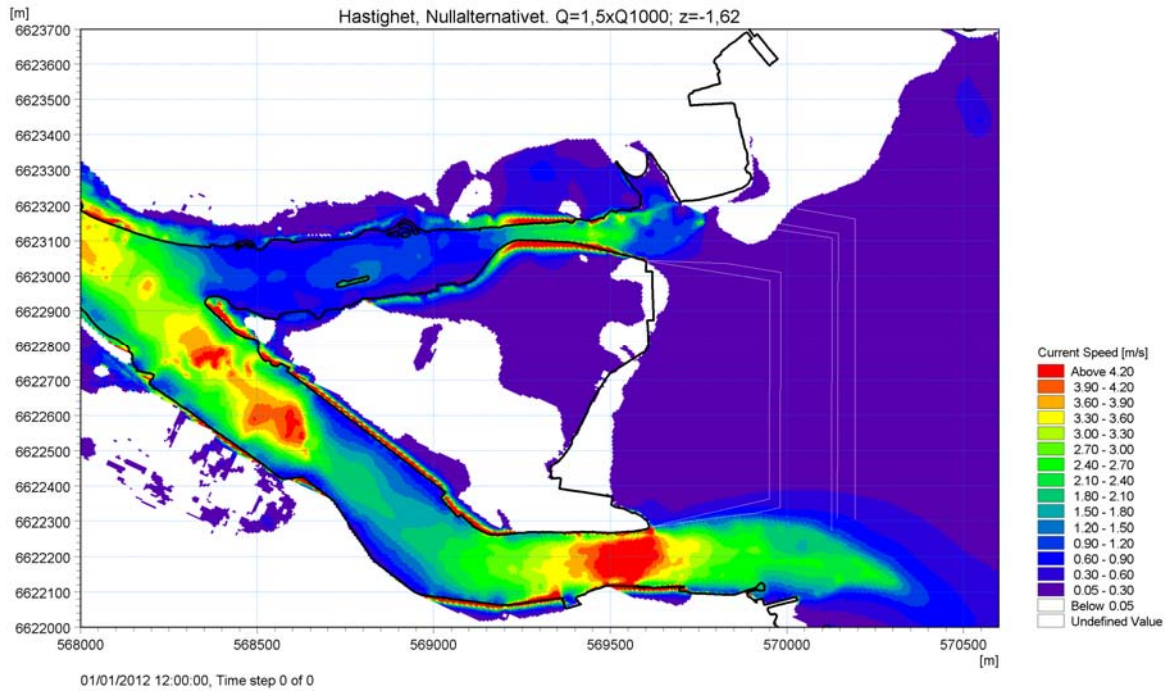 [m]
Hastighet, Nullalternativet. Q=1,5xQ1000; z=-1,62
6623700
6623600
6623500
6623400
6623300
6623200
6623100
6623000
6622900
6622800
6622700
6622600
6622500
6622400
6622300
6622200
6622100
6622000
568000 568500 569000 569500 570000 570500
[m]
01/01/2012 12:00:00, Time step 0 of 0
Current Speed [m/s]
Above 4.20
3.90 - 4.20
3.60 - 3.90
3.30 - 3.60
3.00 - 3.30
2.70 - 3.00
2.40 - 2.70
2.10 - 2.40
1.80 - 2.10
1.50 - 1.80
1.20 - 1.50
0.90 - 1.20
0.60 - 0.90
0.30 - 0.60
0.05 - 0.30
Below 0.05
Undefined Value